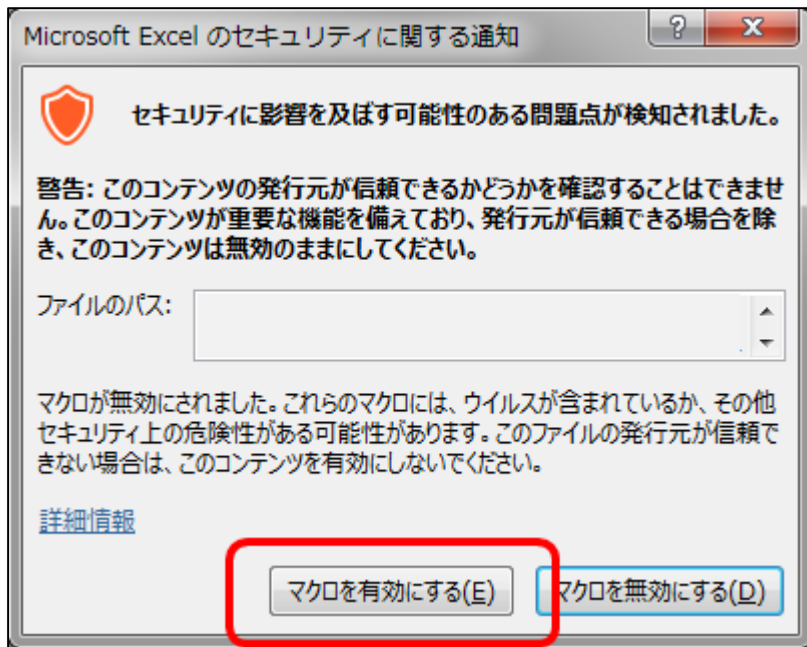 Microsoft Excel のセキュリティに関する通知
セキュリティに影響を及ぼす可能性のある問題点が検知されました。
警告: このコンテンツの発行元が信頼できるかどうかを確認することはできませ
ん。このコンテンツが重要な機能を備えており、発行元が信頼できる場合を除
き、このコンテンツは無効のままにしてください。
ファイルのパス:
マクロが無効にされました。これらのマクロには、ウイルスが含まれているか、その他
セキュリティ上の危険性がある可能性があります。このファイルの発行元が信頼で
きない場合は、このコンテンツを有効にしないでください。
詳細情報
マクロを有効にする(E) マクロを無効にする(D)